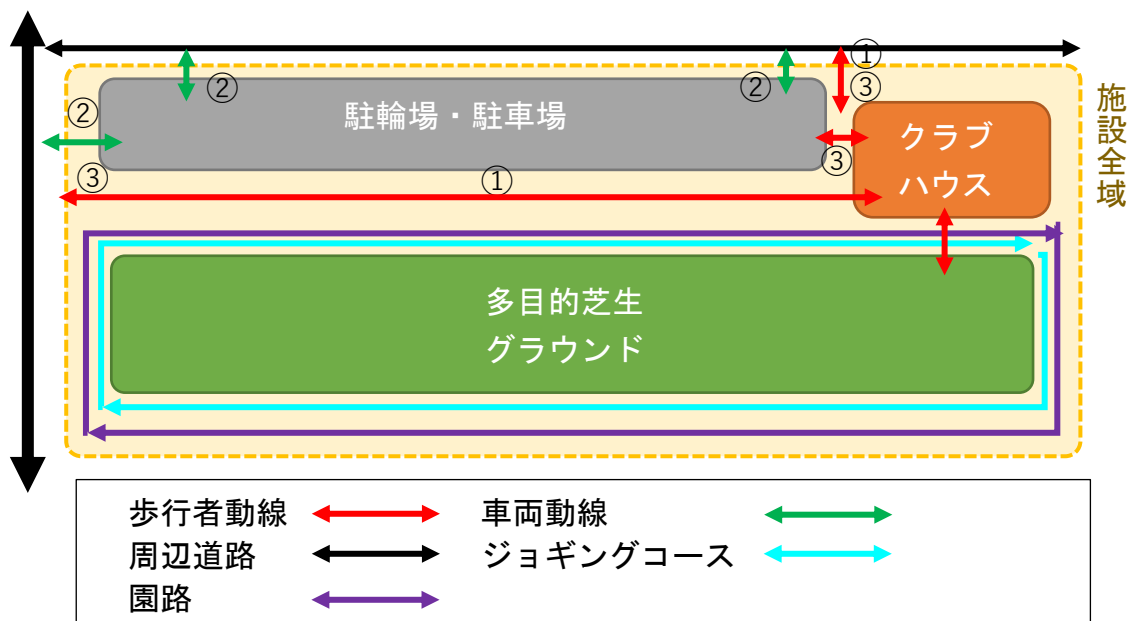 ①
②
②
③
駐輪場・駐車場
②
クラブ
ハウス
施設全域
③
③
①
多目的芝生
グラウンド
歩行者動線
車両動線
周辺道路
ジョギングコース
園路